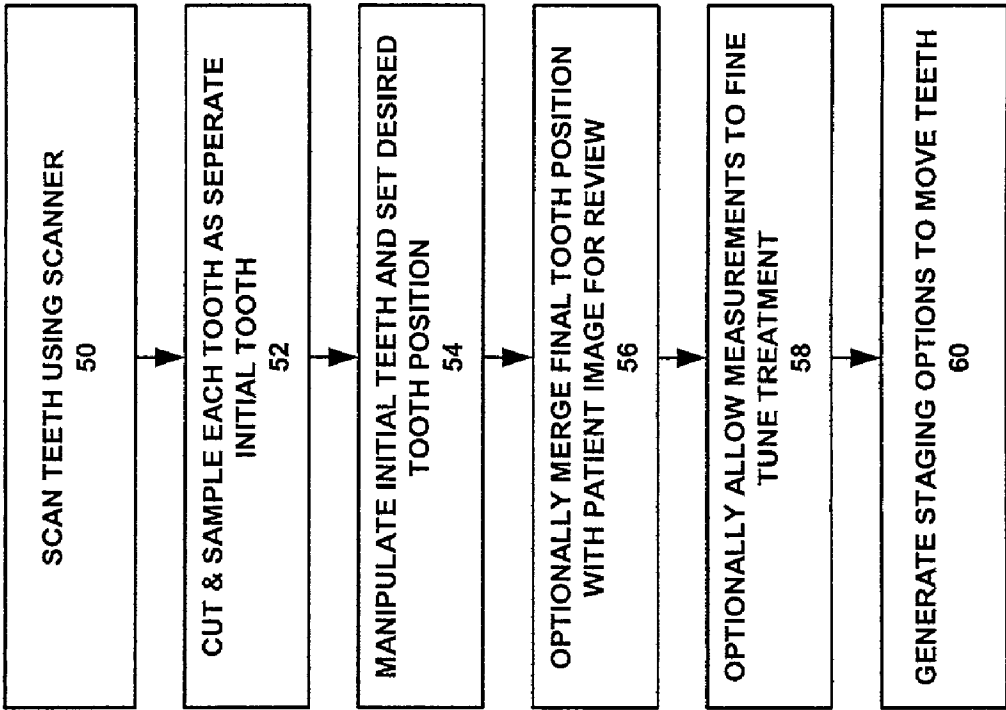 SCAN TEETH USING SCANNER
50
CUT & SAMPLE EACH TOOTH AS SEPERATE
INITIAL TOOTH
52
MANIPULATE INITIAL TEETH AND SET DESIRED
TOOTH POSITION
54
OPTIONALLY MERGE FINAL TOOTH POSITION
WITH PATIENT IMAGE FOR REVIEW
56
OPTIONALLY ALLOW MEASUREMENTS TO FINE
TUNE TREATMENT
58
GENERATE STAGING OPTIONS TO MOVE TEETH
60